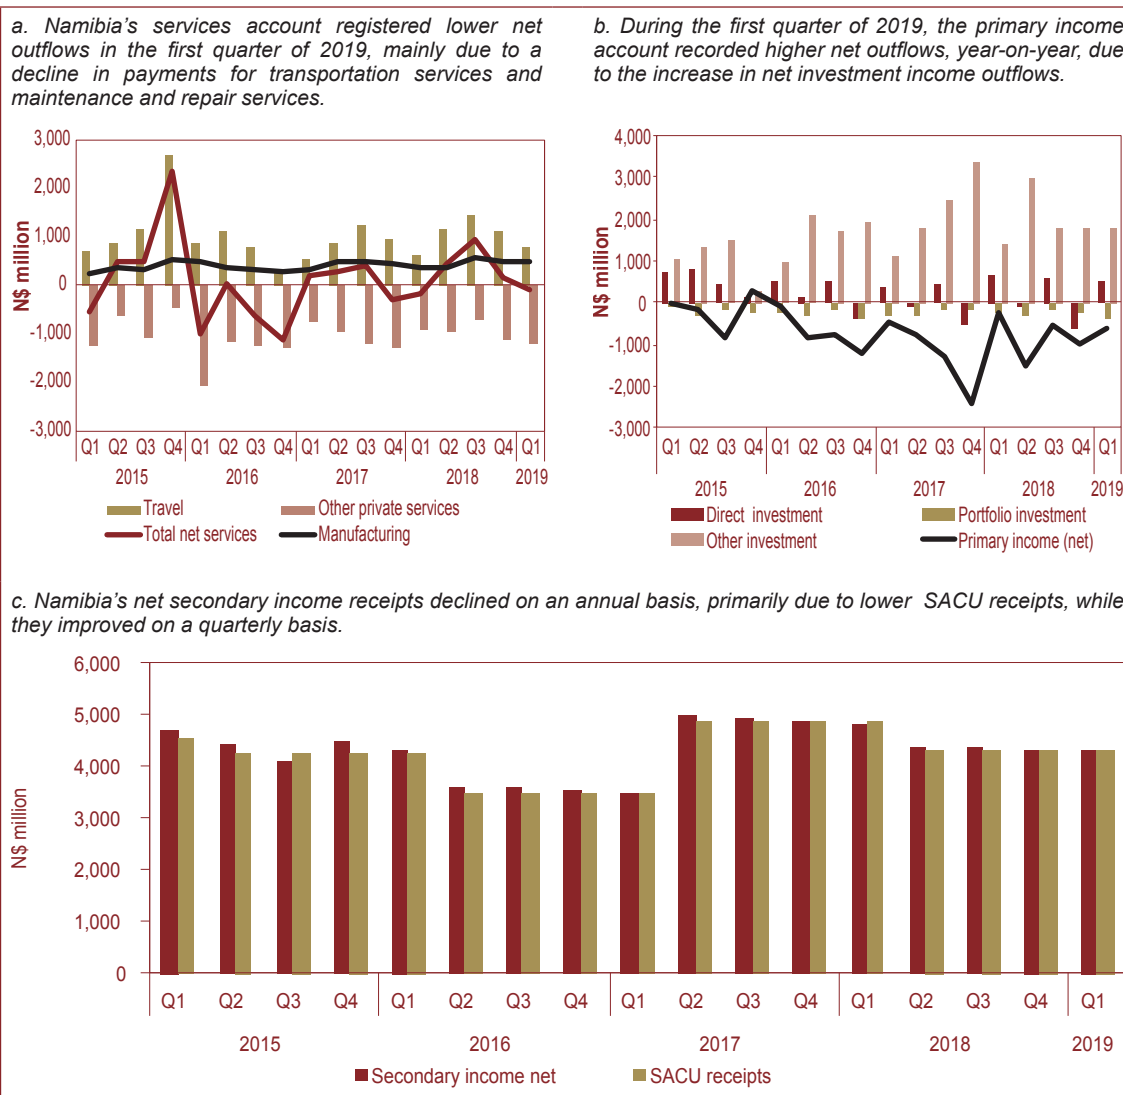 a. Namibia's services account registered lower net
outflows in the first quarter of 2019, mainly due to a
decline in payments for transportation services and
maintenance and repair services.
3,000
2,000
1,000
0
-1,000
-2,000
-3,000
N$ million
Q1 Q2 Q3 Q4 Q1 Q2 Q3 Q4 Q1 Q2 Q3 Q4 Q1 Q2 Q3 Q4 Q1
2015 2016 2017 2018 2019
Travel Other private services
Total net services Manufacturing
b. During the first quarter of 2019, the primary income
account recorded higher net outflows, year-on-year, due
to the increase in net investment income outflows.
4,000
3,000
2,000
1,000
0
-1,000
-2,000
-3,000
N$ million
Q1 Q2 Q3 Q4 Q1 Q2 Q3 Q4 Q1 Q2 Q3 Q4 Q1 Q2 Q3 Q4 Q1
2015 2016 2017 2018 2019
Direct investment Portfolio investment
Other investment Primary income (net)
c. Namibia's net secondary income receipts declined on an annual basis, primarily due to lower SACU receipts, while
they improved on a quarterly basis.
6,000
5,000
4,000
3,000
2,000
1,000
0
N$ million
Q1 Q2 Q3 Q4 Q1 Q2 Q3 Q4 Q1 Q2 Q3 Q4 Q1 Q2 Q3 Q4 Q1
2015 2016 2017 2018 2019
Secondary income net SACU receipts